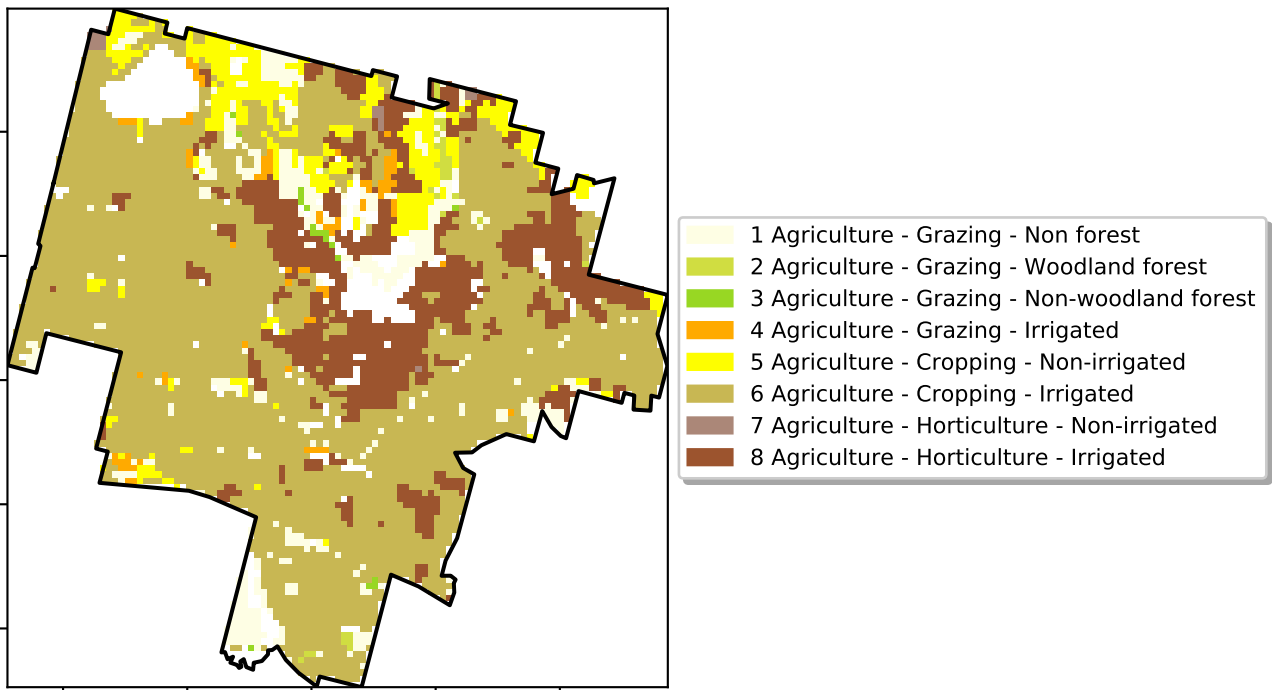 1 Agriculture - Grazing - Non forest
2 Agriculture - Grazing - Woodland forest
3 Agriculture - Grazing - Non-woodland forest
4 Agriculture - Grazing - Irrigated
5 Agriculture - Cropping - Non-irrigated
6 Agriculture - Cropping - Irrigated
7 Agriculture - Horticulture - Non-irrigated
8 Agriculture - Horticulture - Irrigated